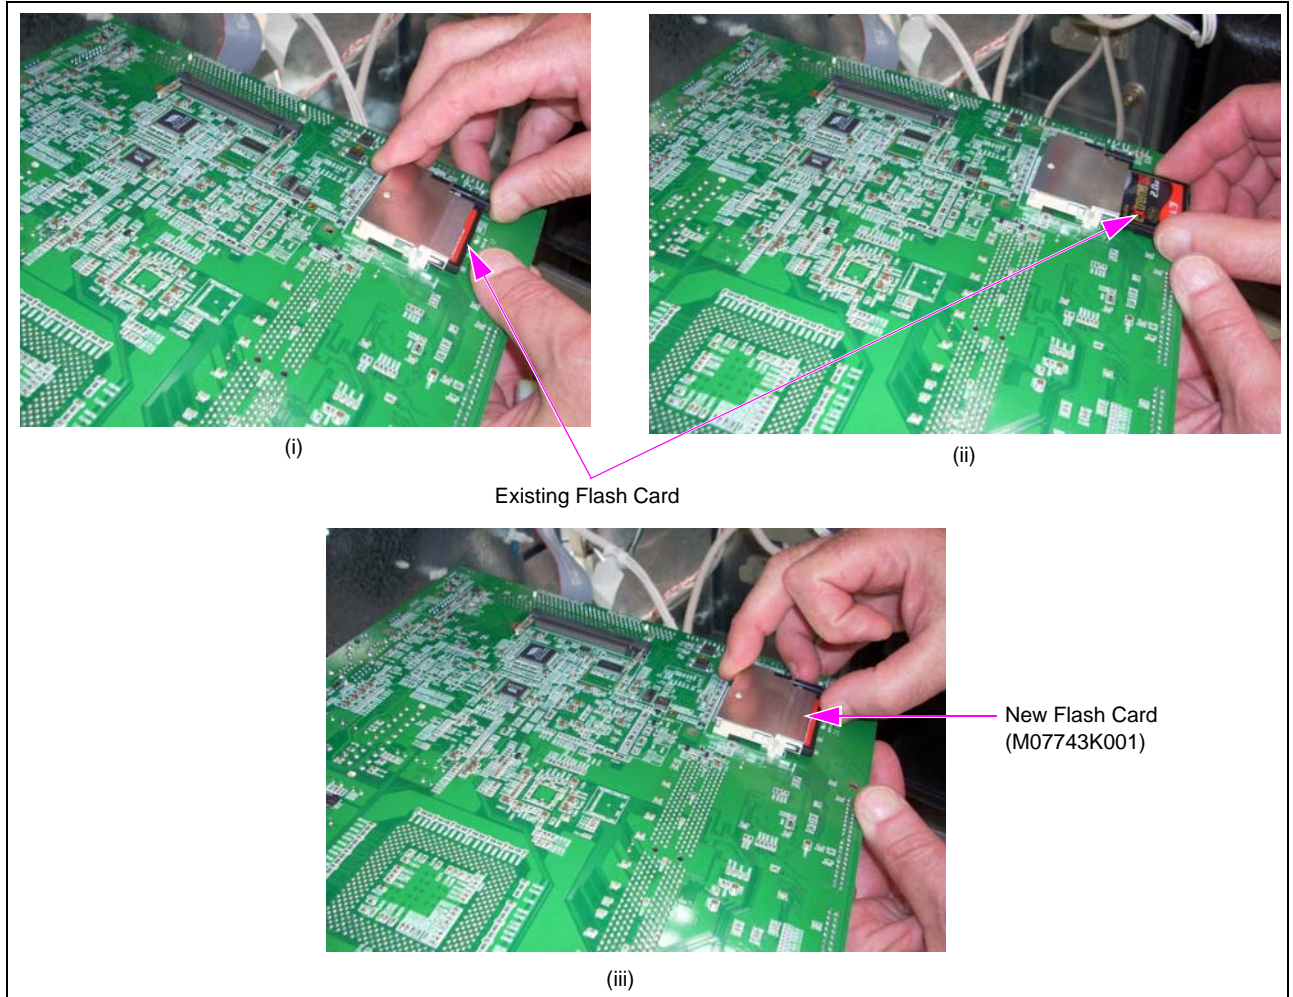 (i)
(ii)
Existing Flash Card
New Flash Card
(M07743K001)
(iii)